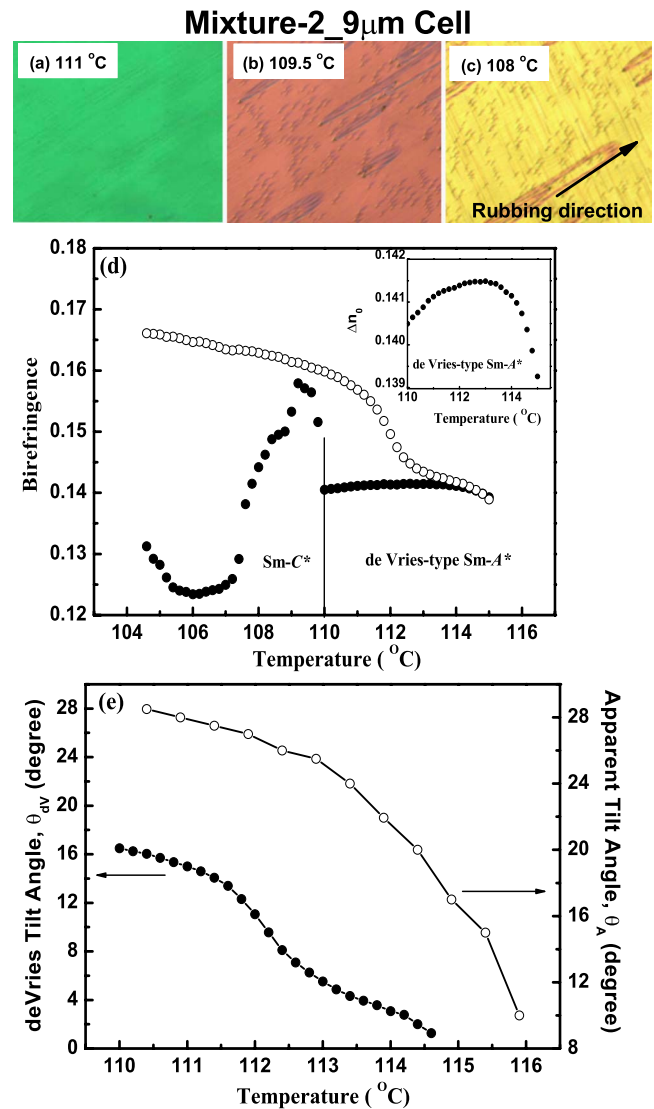 Mixture-2_9μm Cell
(a) 111 °C
(b) 109.5 °C
(c) 108 °C
Rubbing direction
(d)
0.18
0.17
0.16
0.15
0.14
0.13
0.12
Birefringence
104 106 108 110 112 114 116
Temperature ( °C)
Sm-C*
de Vries-type Sm-A*
0.142
0.141
0.140
0.139
Δn₀
de Vries-type Sm-A*
110 112 114
Temperature ( °C)
(e)
28
24
20
16
12
8
4
0
deVries Tilt Angle, θdV (degree)
28
24
20
16
12
8
Apparent Tilt Angle, θA (degree)
110 111 112 113 114 115 116
Temperature ( °C)